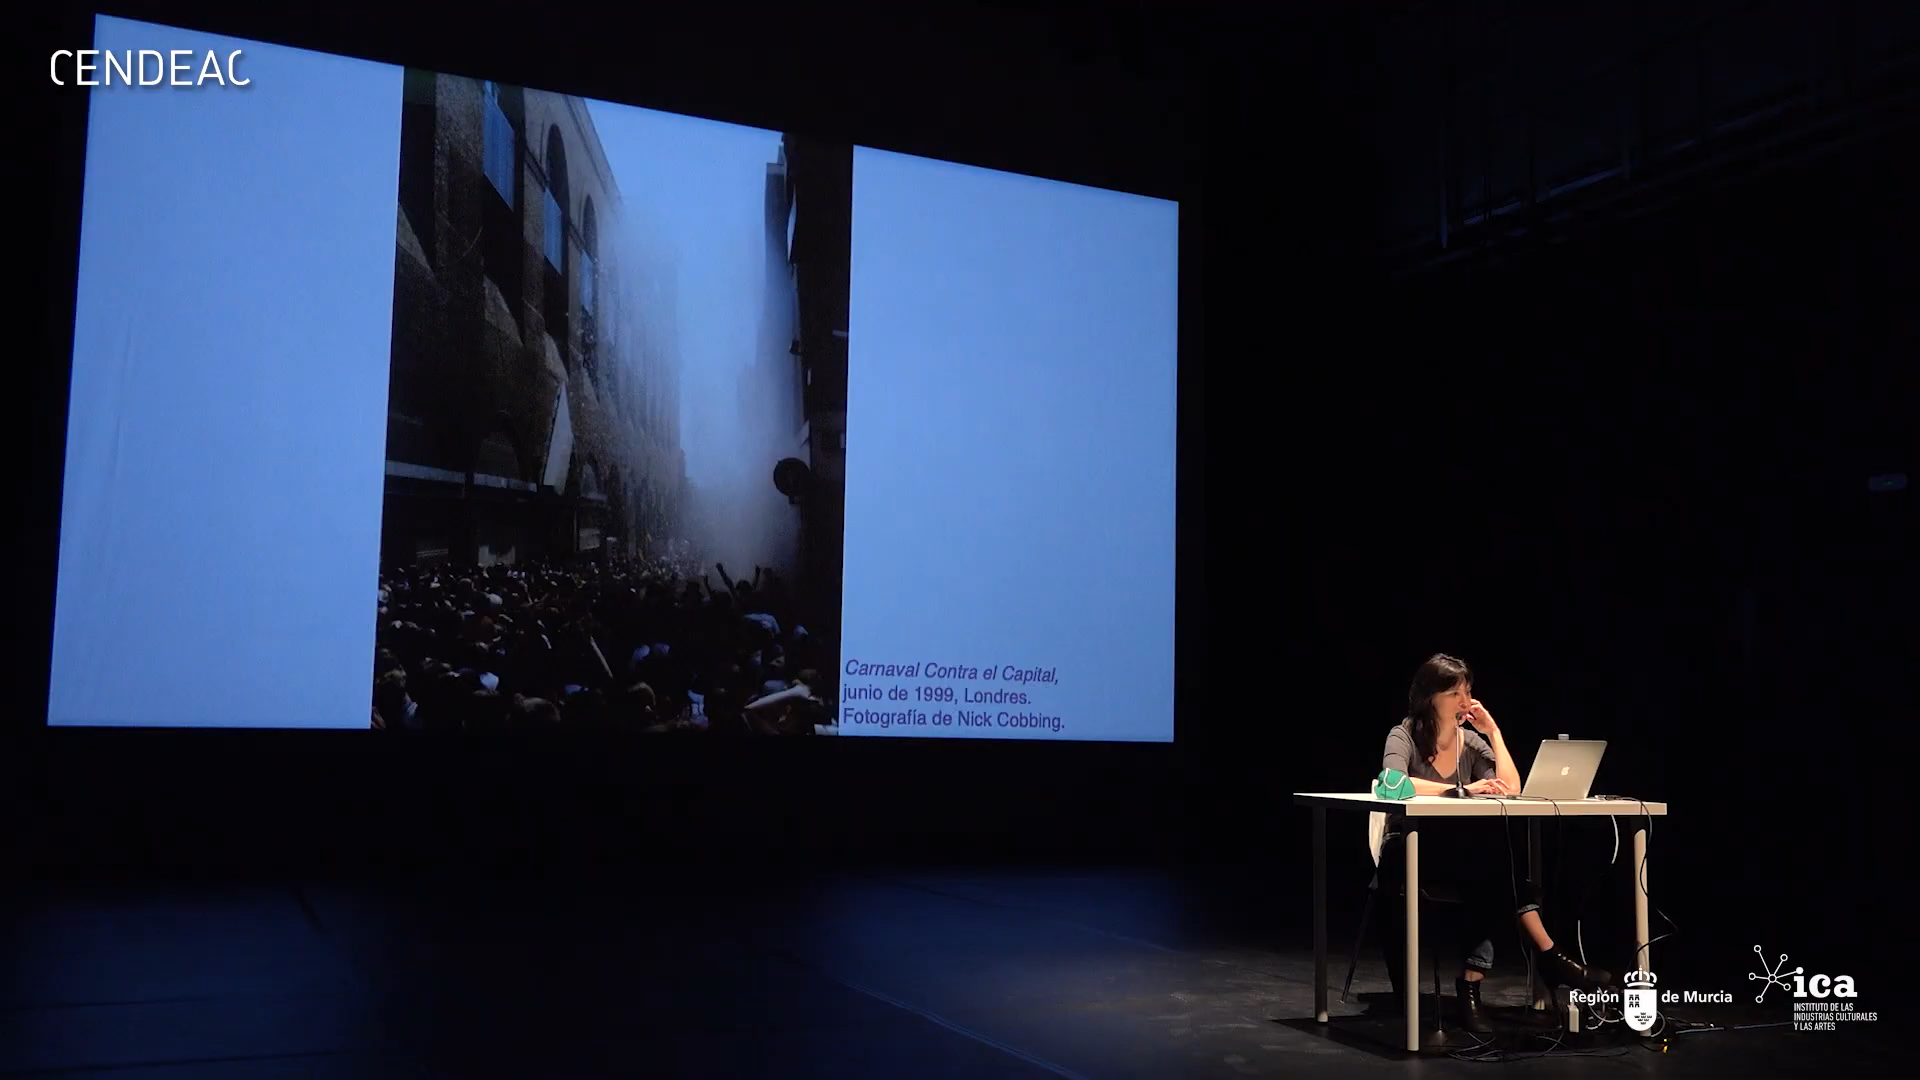 CENDEAC
Carnaval Contra el Capital,
junio de 1999, Londres.
Fotografía de Nick Cobbing.
Región de Murcia
ica
INSTITUTO DE LAS
INDUSTRIAS CULTURALES
Y LAS ARTES